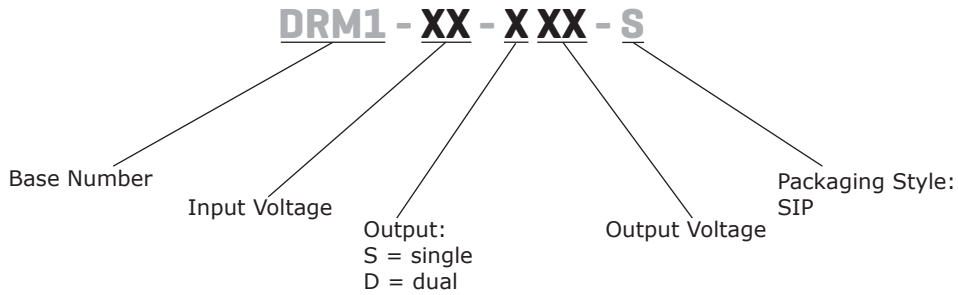 DRM1 - XX - X XX - S
Base Number
Input Voltage
Output:
S = single
D = dual
Output Voltage
Packaging Style:
SIP